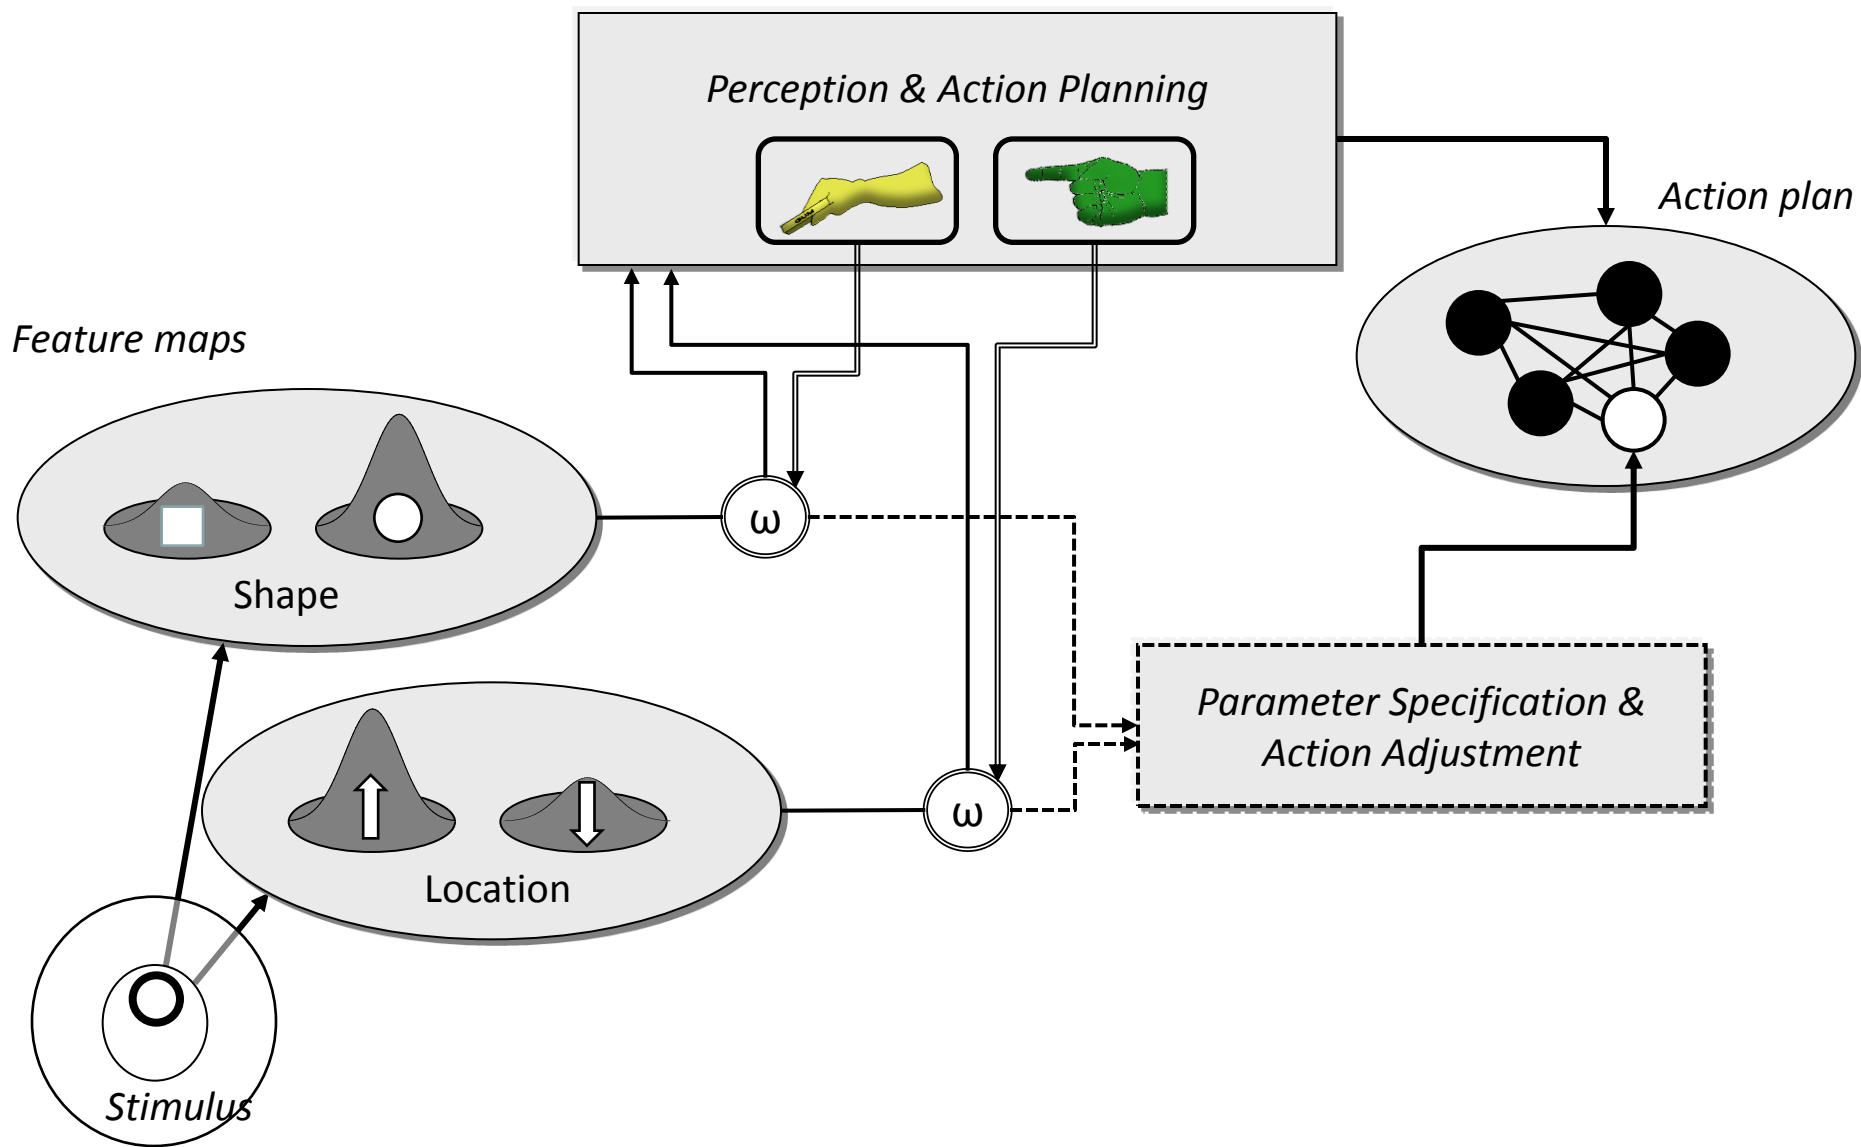 Perception & Action Planning
Action plan
Feature maps
ω
Shape
Parameter Specification &
Action Adjustment
ω
Location
Stimulus